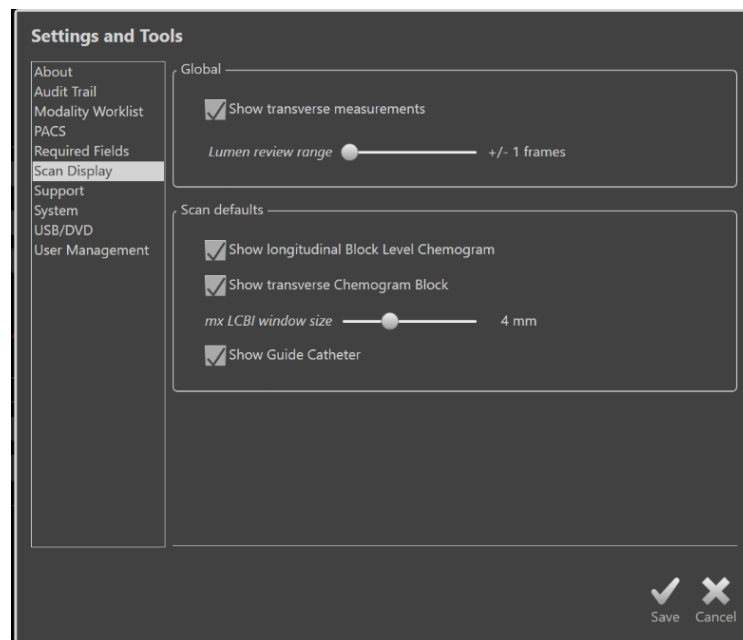 Settings and Tools
About
Audit Trail
Modality Worklist
PACS
Required Fields
Scan Display
Support
System
USB/DVD
User Management
Global
Show transverse measurements
Lumen review range +/- 1 frames
Scan defaults
Show longitudinal Block Level Chemogram
Show transverse Chemogram Block
mx LCBI window size 4 mm
Show Guide Catheter
Save Cancel